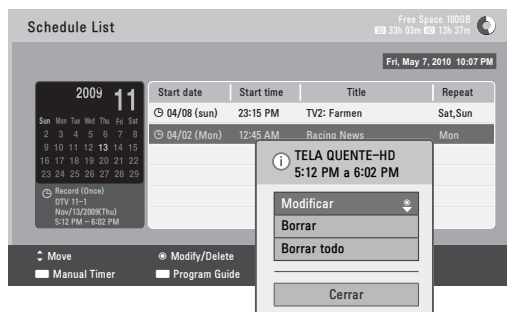 Schedule List
Free Space 100GB
SD 33h 03m HD 13h 37m
Fri, May 7, 2010 10:07 PM
2009 11
Sun Mon Tue Wed Thu Fri Sat
2 3 4 5 6 7 8
9 10 11 12 13 14 15
16 17 18 19 20 21 22
23 24 25 26 27 28 29
Record (Once)
DTV 11-1
Nov/13/2009(Thu)
5:12 PM ~ 6:02 PM
Start date Start time Title Repeat
04/08 (sun) 23:15 PM TV2: Farmen Sat,Sun
04/02 (Mon) 12:45 AM Racing News Mon
TELA QUENTE-HD
5:12 PM a 6:02 PM
Modificar
Borrar
Borrar todo
Cerrar
Move Modify/Delete
Manual Timer Program Guide